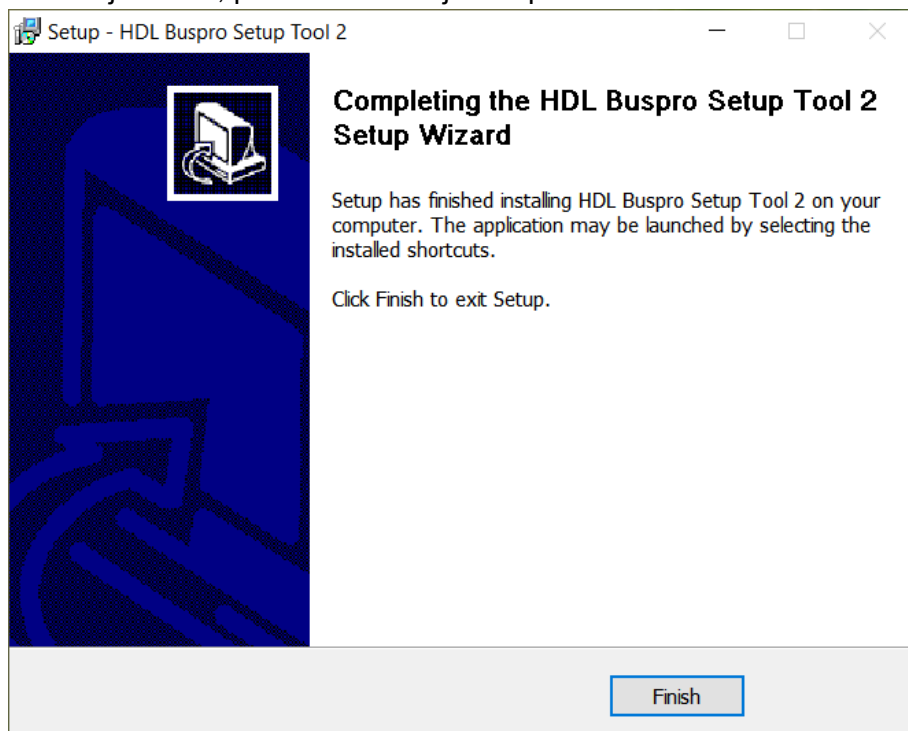 Setup - HDL Buspro Setup Tool 2
Completing the HDL Buspro Setup Tool 2
Setup Wizard
Setup has finished installing HDL Buspro Setup Tool 2 on your
computer. The application may be launched by selecting the
installed shortcuts.
Click Finish to exit Setup.
Finish